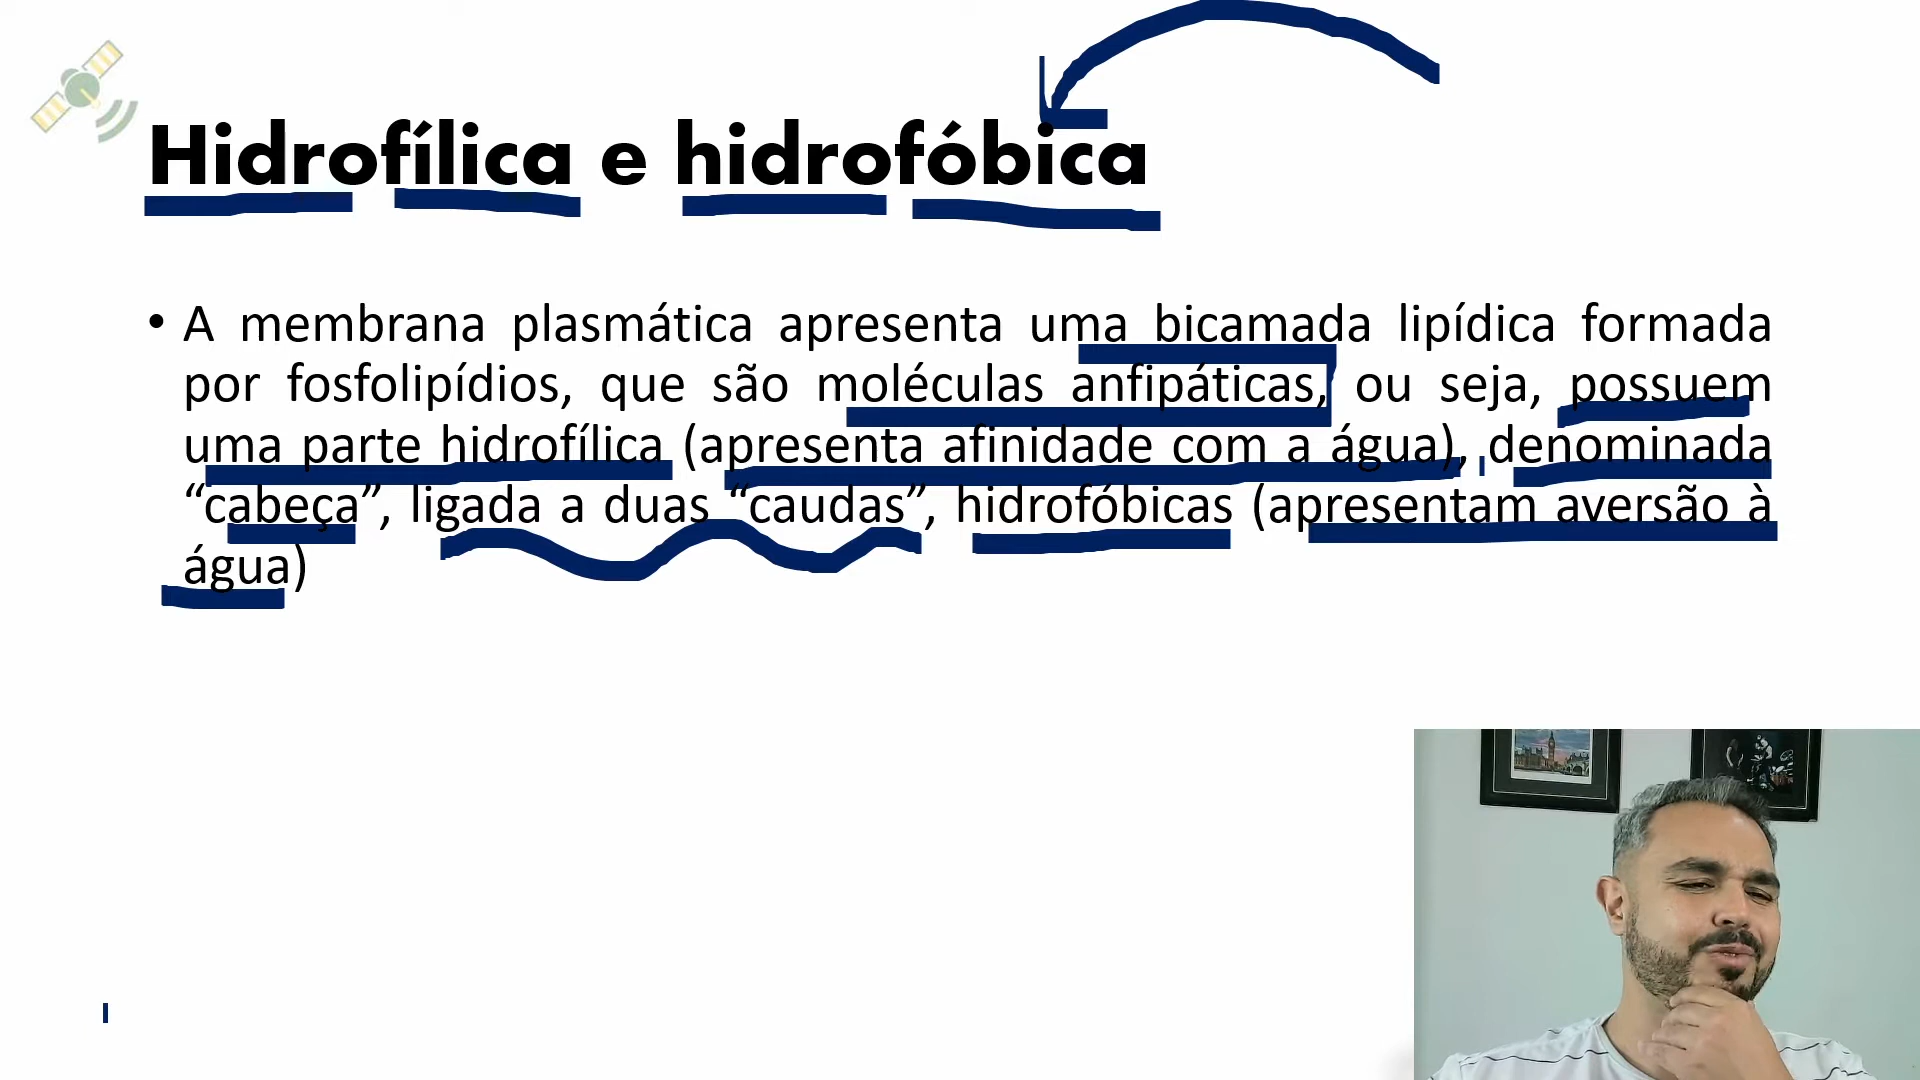 Hidrofílica e hidrofóbica
• A membrana plasmática apresenta uma bicamada lipídica formada
por fosfolipídios, que são moléculas anfipáticas, ou seja, possuem
uma parte hidrofílica (apresenta afinidade com a água), denominada
“cabeça”, ligada a duas “caudas”, hidrofóbicas (apresentam aversão à
água)